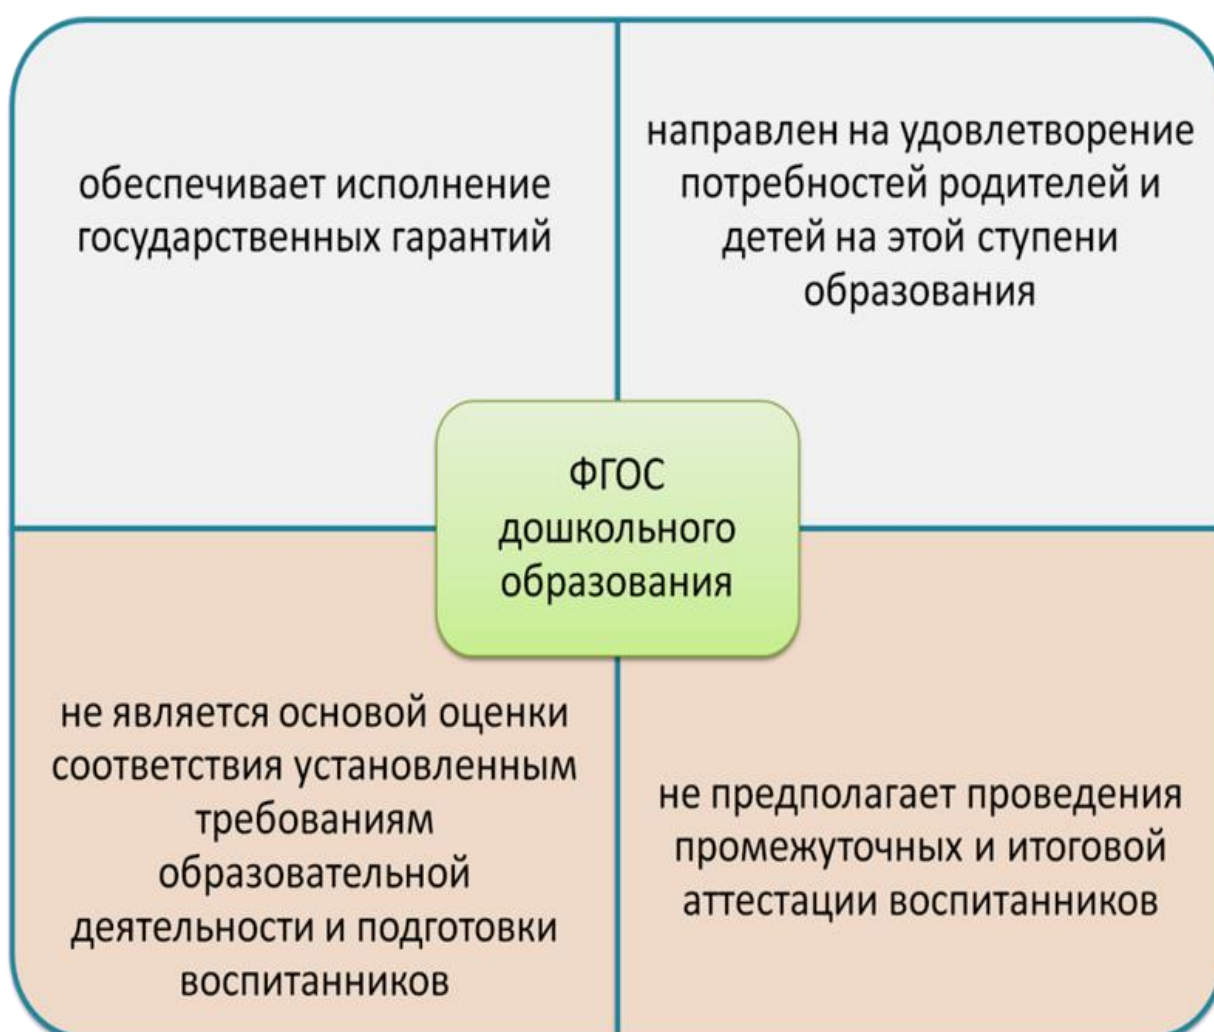 обеспечивает исполнение
государственных гарантий
направлен на удовлетворение
потребностей родителей и
детей на этой ступени
образования
ФГОС
дошкольного
образования
не является основой оценки
соответствия установленным
требованиям
образовательной
деятельности и подготовки
воспитанников
не предполагает проведения
промежуточных и итоговой
аттестации воспитанников